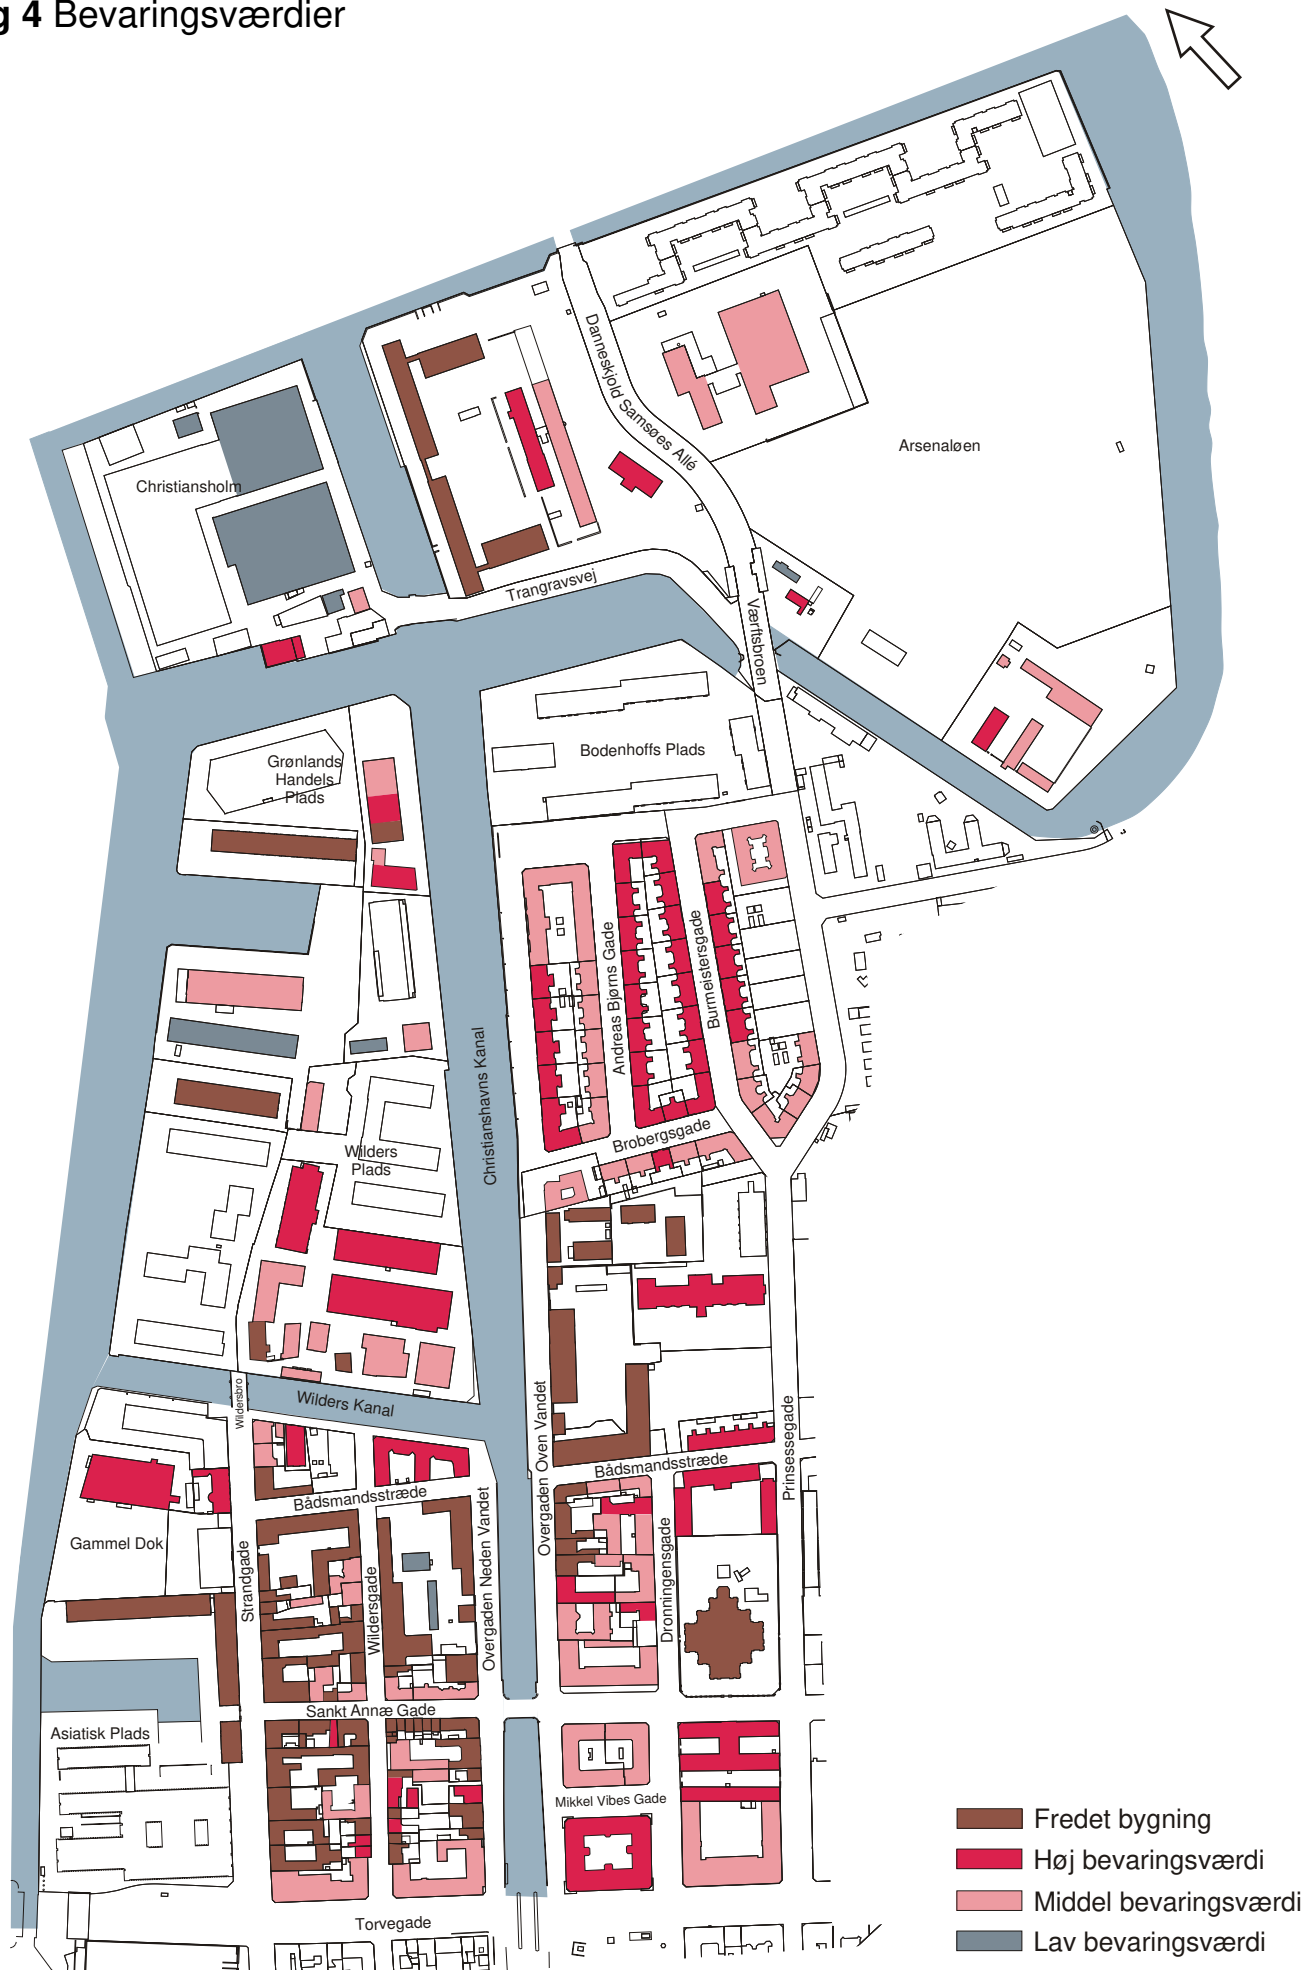 g 4 Bevaringsværdier
Danneskjold Samsøes Allé
Arsenaløen
Christiansholm
Trangravsvej
Værftsbroen
Bodenhoffs Plads
Grønlands
Handels
Plads
Andreas Bjørns Gade
Burmeistersgade
Christianshavns Kanal
Brobergsgade
Wilders
Plads
Wildersbro
Wilders Kanal
Overgaden Oven Vandet
Prinsessegade
Bådsmandsstræde
Bådsmandsstræde
Gammel Dok
Strandgade
Wildersgade
Overgaden Neden Vandet
Dronningensgade
Sankt Annæ Gade
Asiatisk Plads
Mikkel Vibes Gade
Torvegade
Fredet bygning
Høj bevaringsværdi
Middel bevaringsværdi
Lav bevaringsværdi